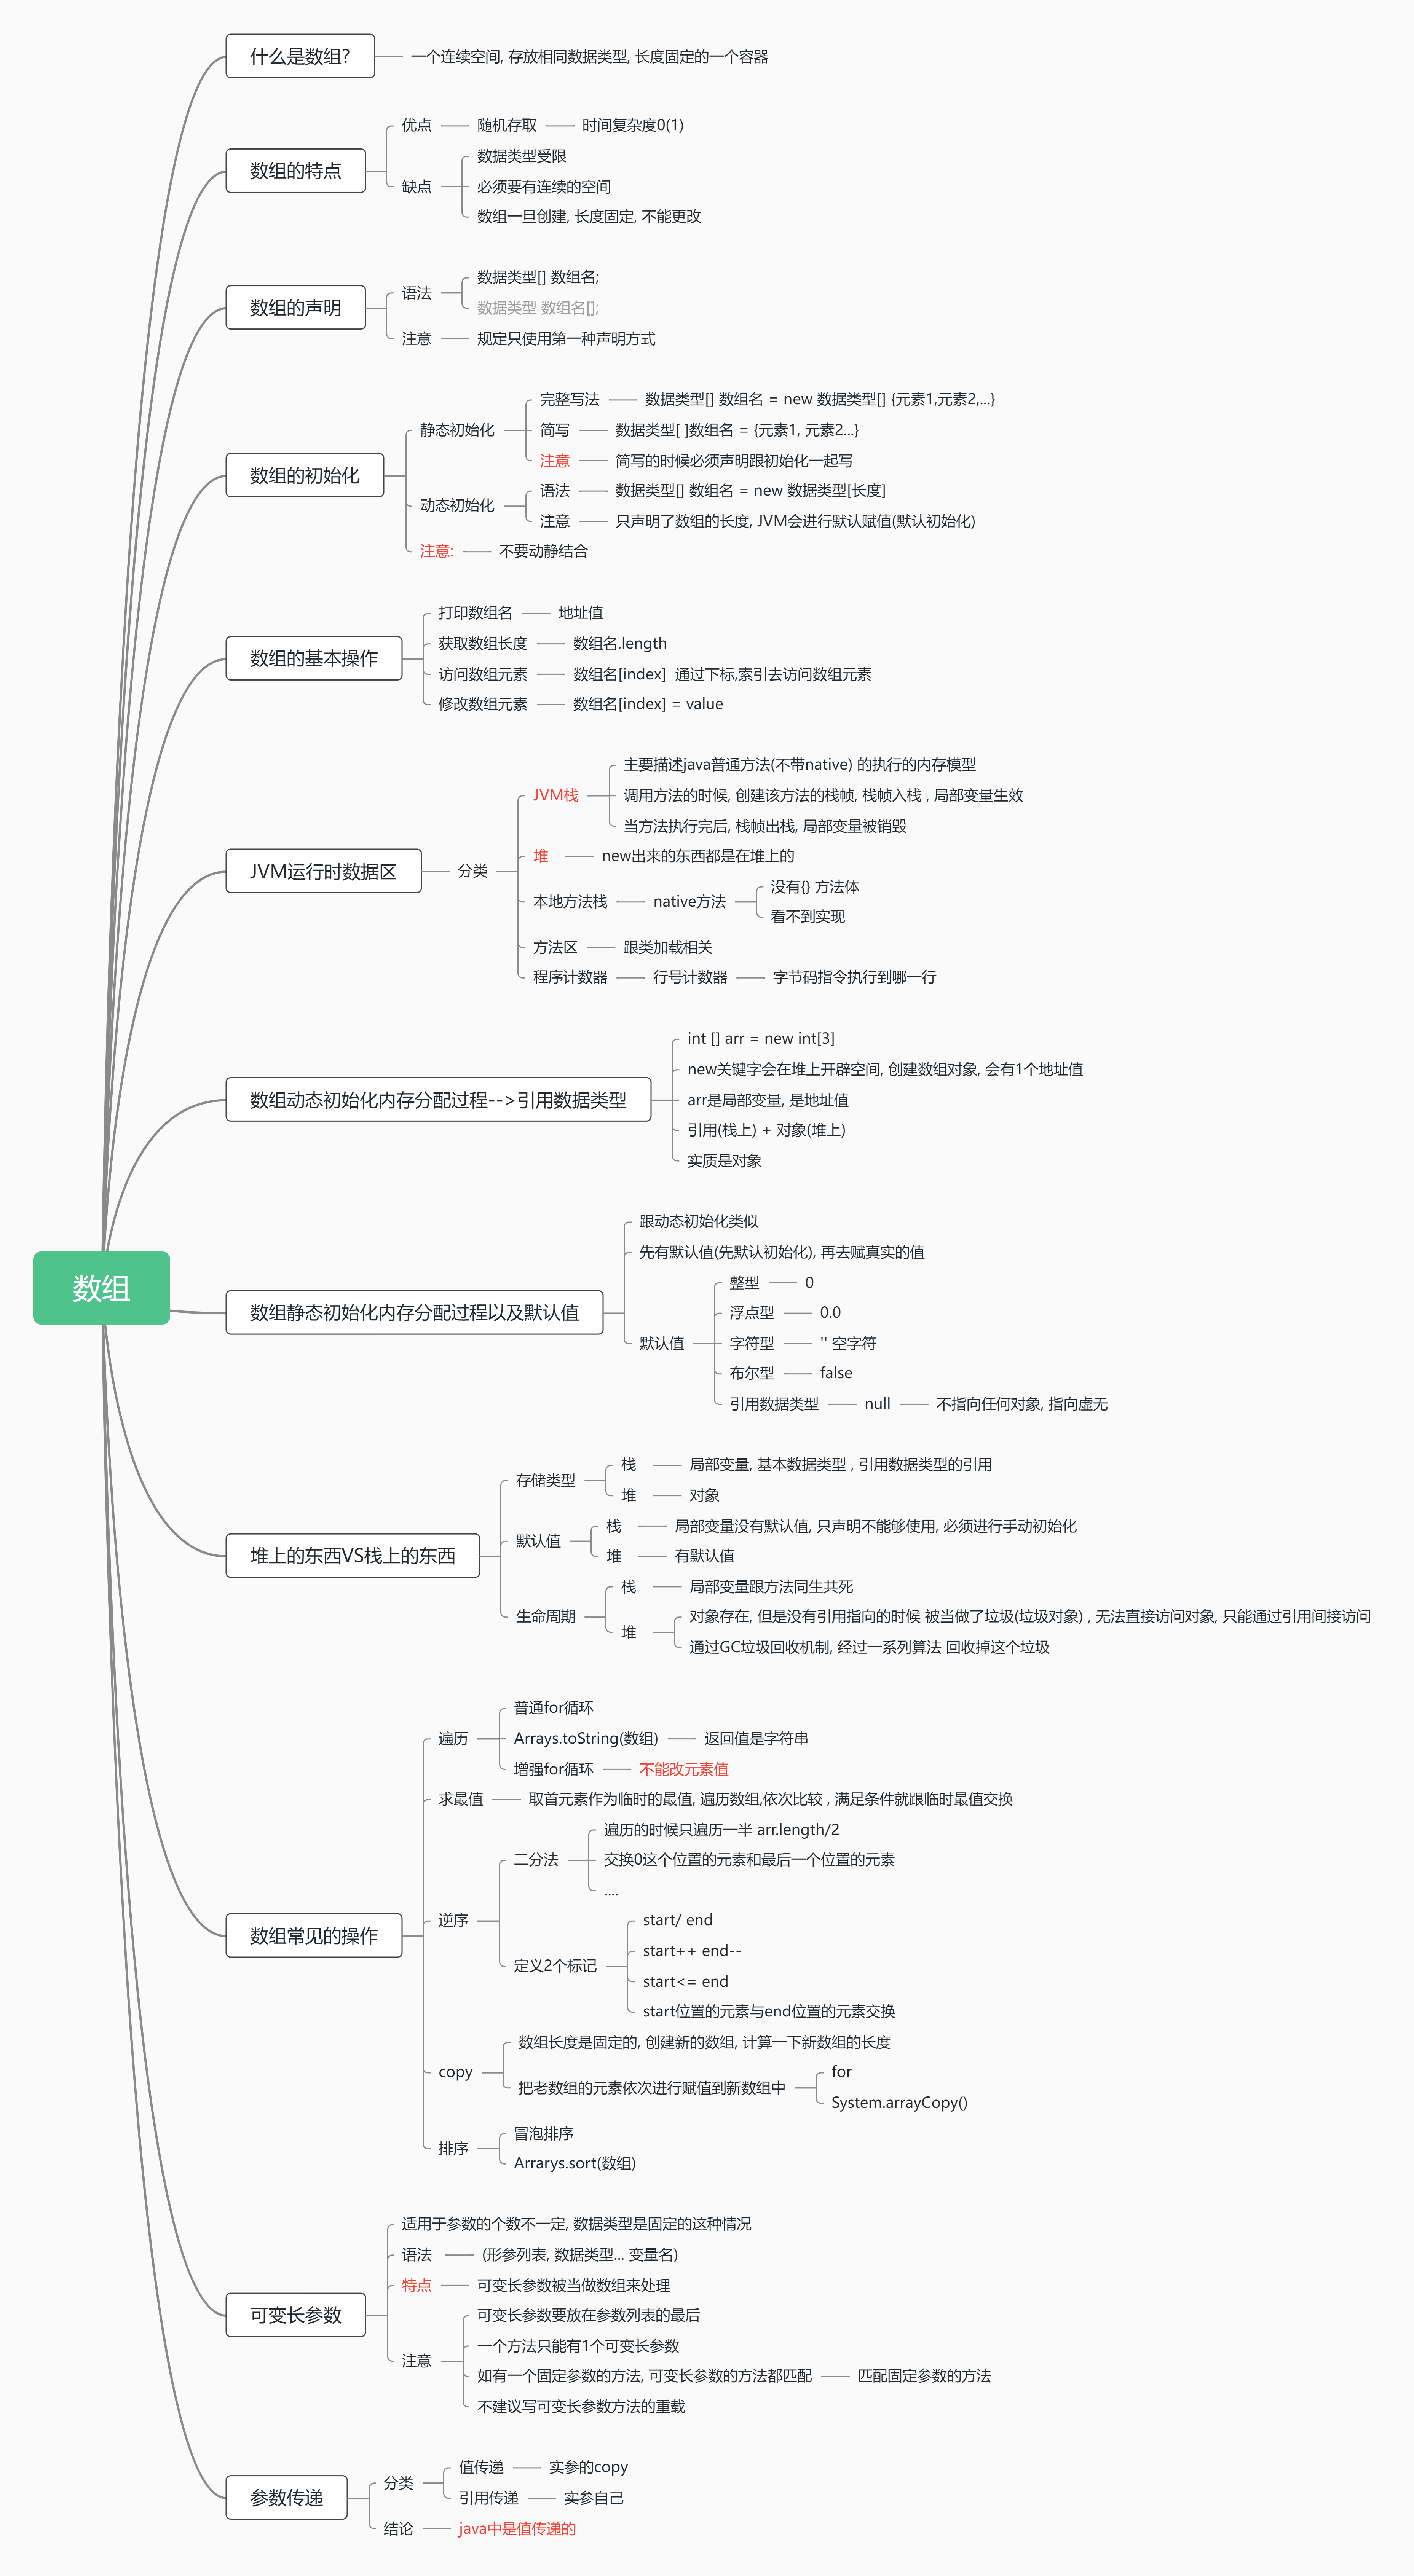 数组
什么是数组?
一个连续空间, 存放相同数据类型, 长度固定的一个容器
数组的特点
优点
随机存取
时间复杂度0(1)
缺点
数据类型受限
必须要有连续的空间
数组一旦创建, 长度固定, 不能更改
数组的声明
语法
数据类型[] 数组名;
数据类型 数组名[];
注意
规定只使用第一种声明方式
数组的初始化
静态初始化
完整写法
数据类型[] 数组名 = new 数据类型[] {元素1,元素2,...}
简写
数据类型[ ]数组名 = {元素1, 元素2...}
注意
简写的时候必须声明跟初始化一起写
动态初始化
语法
数据类型[] 数组名 = new 数据类型[长度]
注意
只声明了数组的长度, JVM会进行默认赋值(默认初始化)
注意:
不要动静结合
数组的基本操作
打印数组名
地址值
获取数组长度
数组名.length
访问数组元素
数组名[index] 通过下标,索引去访问数组元素
修改数组元素
数组名[index] = value
JVM运行时数据区
分类
JVM栈
主要描述java普通方法(不带native) 的执行的内存模型
调用方法的时候, 创建该方法的栈帧, 栈帧入栈 , 局部变量生效
当方法执行完后, 栈帧出栈, 局部变量被销毁
堆
new出来的东西都是在堆上的
本地方法栈
native方法
没有{} 方法体
看不到实现
方法区
跟类加载相关
程序计数器
行号计数器
字节码指令执行到哪一行
数组动态初始化内存分配过程-->引用数据类型
int [] arr = new int[3]
new关键字会在堆上开辟空间, 创建数组对象, 会有1个地址值
arr是局部变量, 是地址值
引用(栈上) + 对象(堆上)
实质是对象
数组静态初始化内存分配过程以及默认值
跟动态初始化类似
先有默认值(先默认初始化), 再去赋真实的值
默认值
整型
0
浮点型
0.0
字符型
'' 空字符
布尔型
false
引用数据类型
null
不指向任何对象, 指向虚无
堆上的东西VS栈上的东西
存储类型
栈
局部变量, 基本数据类型 , 引用数据类型的引用
堆
对象
默认值
栈
局部变量没有默认值, 只声明不能够使用, 必须进行手动初始化
堆
有默认值
生命周期
栈
局部变量跟方法同生共死
堆
对象存在, 但是没有引用指向的时候 被当做了垃圾(垃圾对象) , 无法直接访问对象, 只能通过引用间接访问
通过GC垃圾回收机制, 经过一系列算法 回收掉这个垃圾
数组常见的操作
遍历
普通for循环
Arrays.toString(数组)
返回值是字符串
增强for循环
不能改元素值
求最值
取首元素作为临时的最值, 遍历数组,依次比较 , 满足条件就跟临时最值交换
逆序
二分法
遍历的时候只遍历一半 arr.length/2
交换0这个位置的元素和最后一个位置的元素
....
定义2个标记
start/ end
start++ end--
start<= end
start位置的元素与end位置的元素交换
copy
数组长度是固定的, 创建新的数组, 计算一下新数组的长度
把老数组的元素依次进行赋值到新数组中
for
System.arrayCopy()
排序
冒泡排序
Arrarys.sort(数组)
可变长参数
适用于参数的个数不一定, 数据类型是固定的这种情况
语法
(形参列表, 数据类型... 变量名)
特点
可变长参数被当做数组来处理
注意
可变长参数要放在参数列表的最后
一个方法只能有1个可变长参数
如有一个固定参数的方法, 可变长参数的方法都匹配
匹配固定参数的方法
不建议写可变长参数方法的重载
参数传递
分类
值传递
实参的copy
引用传递
实参自己
结论
java中是值传递的